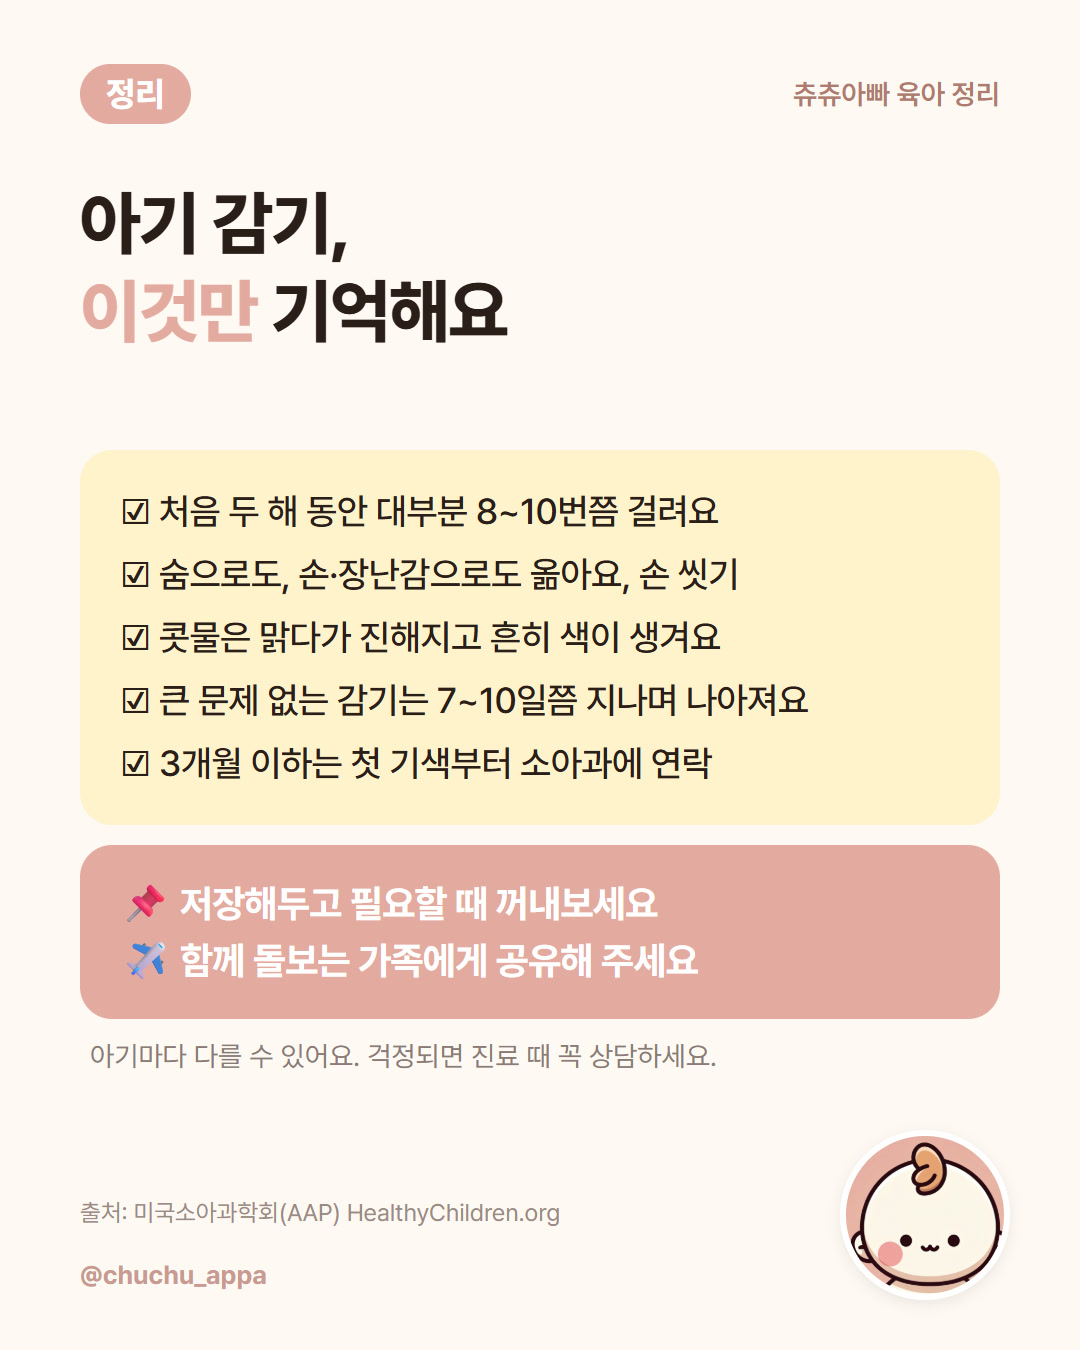 정리
츄츄아빠 육아 정리
아기 감기,
이것만 기억해요
☑ 처음 두 해 동안 대부분 8~10번쯤 걸려요
☑ 숨으로도, 손·장난감으로도 옮아요, 손 씻기
☑ 콧물은 맑다가 진해지고 흔히 색이 생겨요
☑ 큰 문제 없는 감기는 7~10일쯤 지나며 나아져요
☑ 3개월 이하는 첫 기색부터 소아과에 연락
📌 저장해두고 필요할 때 꺼내보세요
✈️ 함께 돌보는 가족에게 공유해 주세요
아기마다 다를 수 있어요. 걱정되면 진료 때 꼭 상담하세요.
출처: 미국소아과학회(AAP) HealthyChildren.org
@chuchu_appa